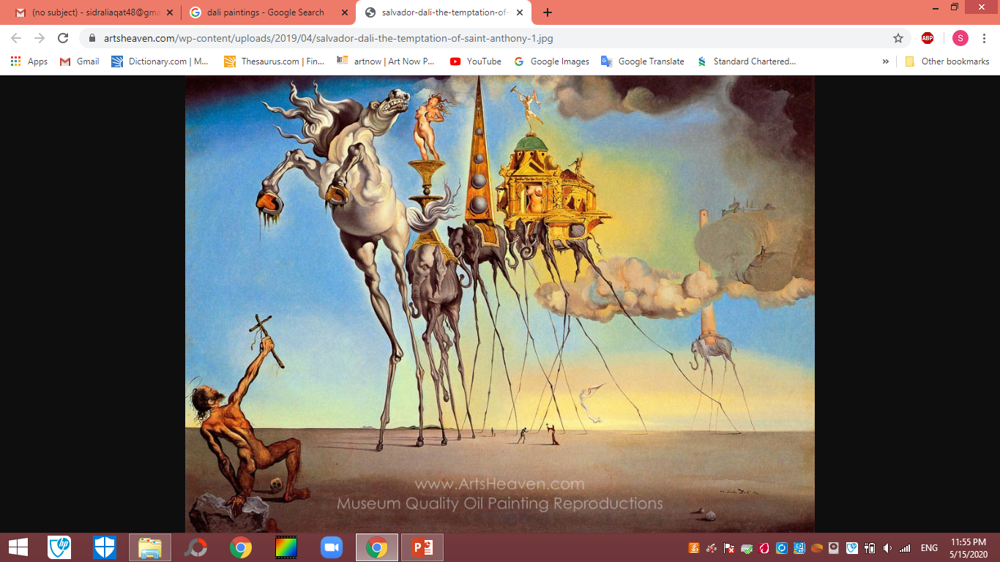 (no subject) - sidraliaqat48@gma
dali paintings - Google Search
salvador-dali-the-temptation-of-
artsheaven.com/wp-content/uploads/2019/04/salvador-dali-the-temptation-of-saint-anthony-1.jpg
ABP
S
Apps
Gmail
Dictionary.com | M...
Thesaurus.com | Fin...
artnow | Art Now P...
YouTube
Google Images
Google Translate
Standard Chartered...
»
Other bookmarks
www.ArtsHeaven.com
Museum Quality Oil Painting Reproductions
ENG
11:55 PM
5/15/2020